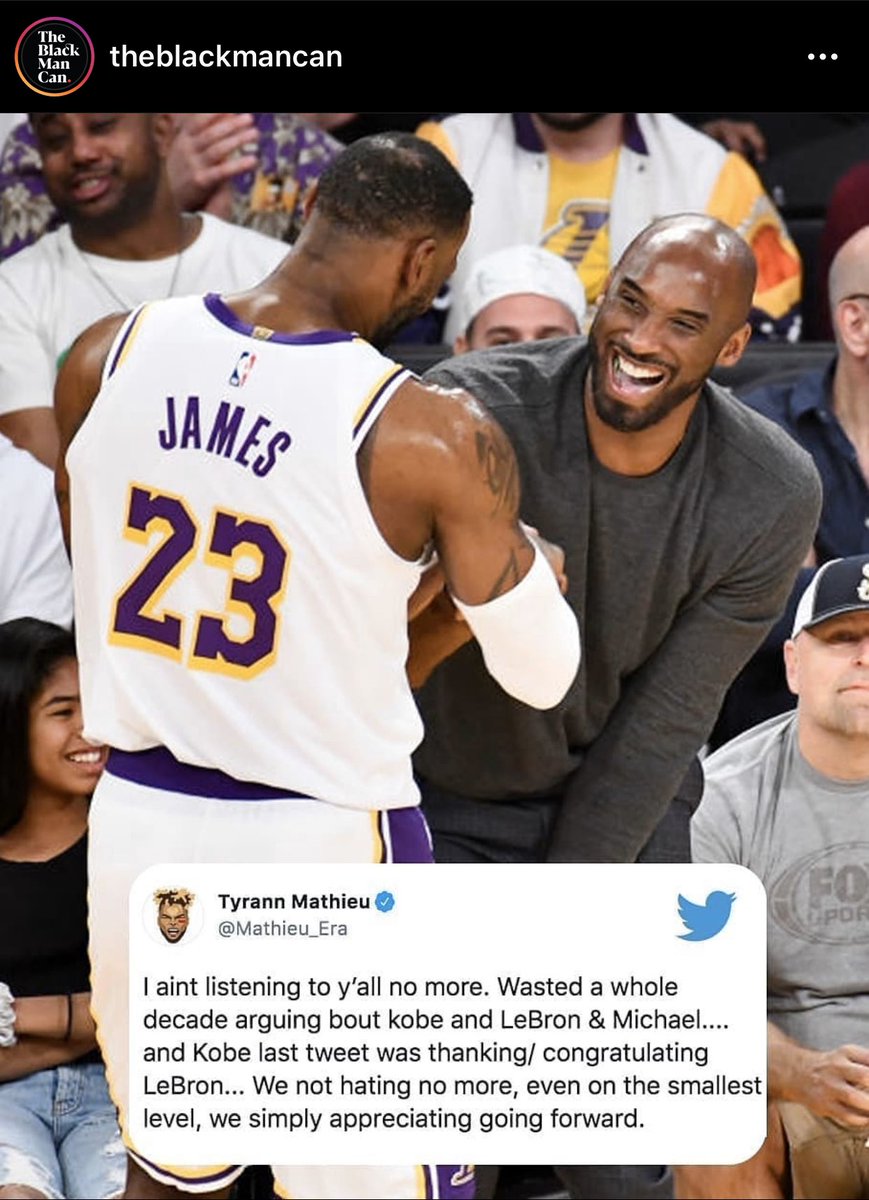 The
Black
Man
Can.
theblackmancan
JAMES
23
Tyrann Mathieu
@Mathieu_Era
I aint listening to y’all no more. Wasted a whole
decade arguing bout kobe and LeBron & Michael....
and Kobe last tweet was thanking/ congratulating
LeBron... We not hating no more, even on the smallest
level, we simply appreciating going forward.